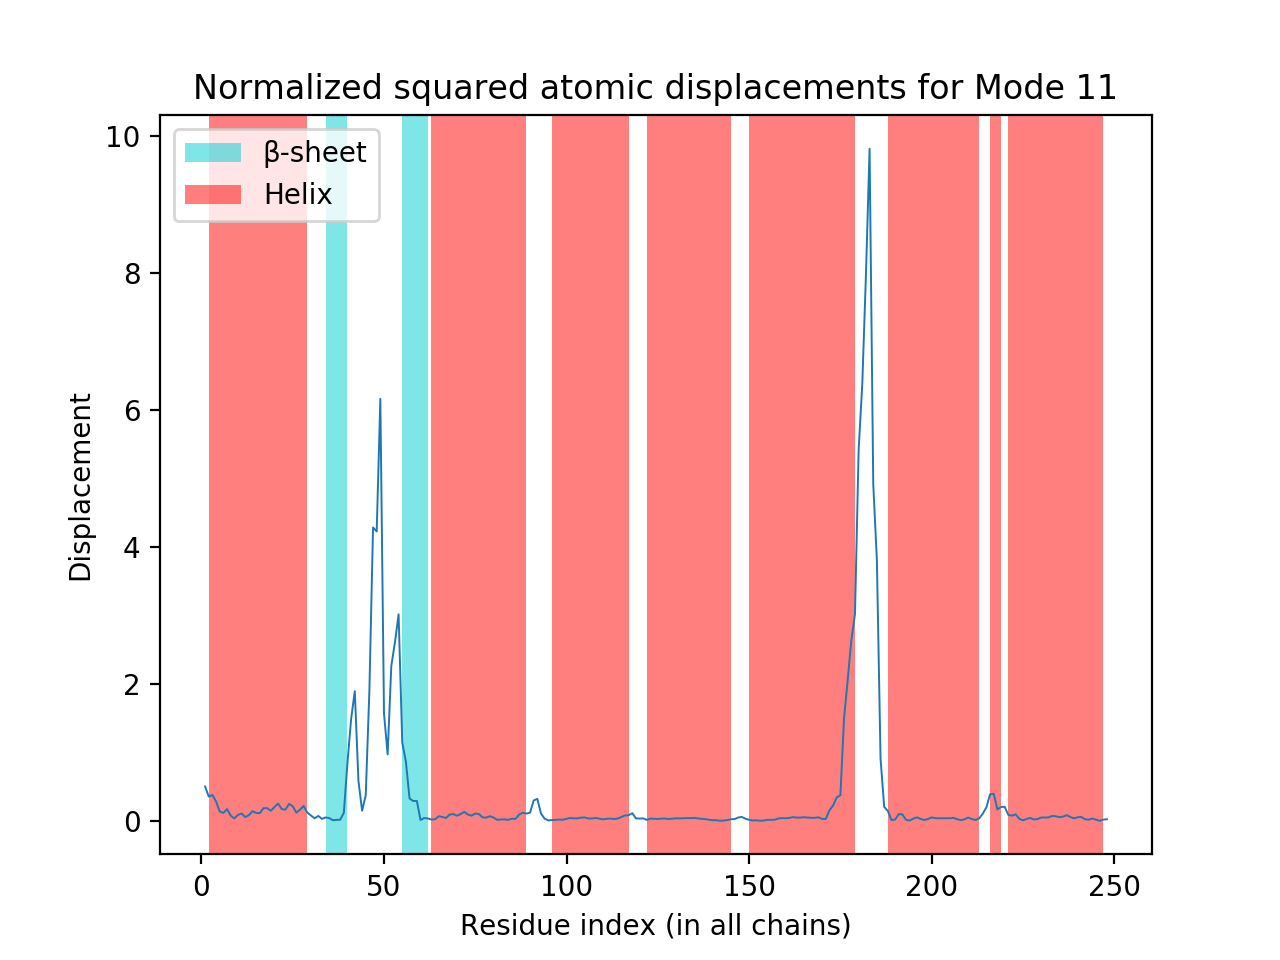 Normalized squared atomic displacements for Mode 11
β-sheet
Helix
10
8
6
4
2
0
Displacement
0 50 100 150 200 250
Residue index (in all chains)